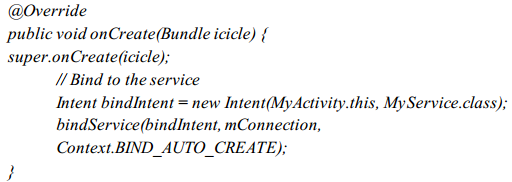 @Override
public void onCreate(Bundle icicle) {
super.onCreate(icicle);
// Bind to the service
Intent bindIntent = new Intent(MyActivity.this, MyService.class);
bindService(bindIntent, mConnection,
Context.BIND_AUTO_CREATE);
}